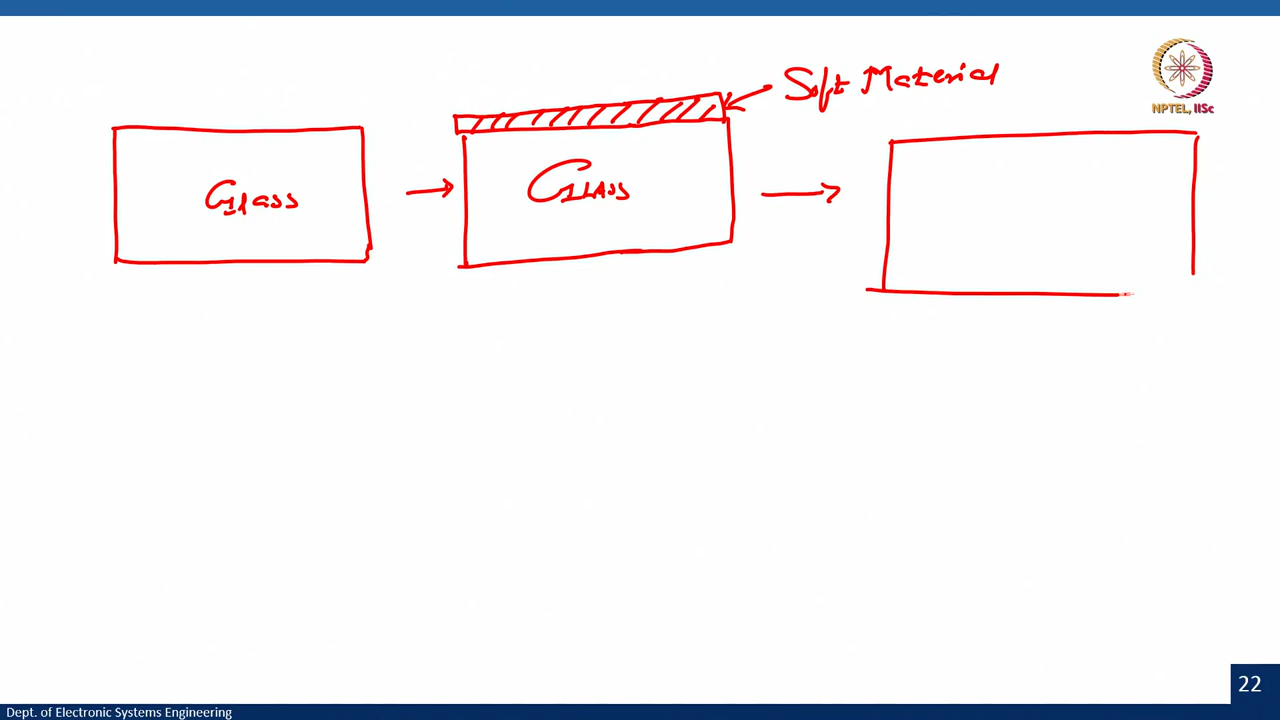 Soft Material
NPTEL, IISc
Glass
GLASS
22
Dept. of Electronic Systems Engineering